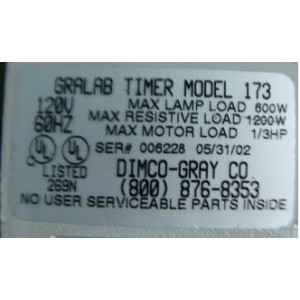 GRALAB TIMER MODEL 173
120V MAX LAMP LOAD 600W
60HZ MAX RESISTIVE LOAD 1200W
MAX MOTOR LOAD 1/3HP
UL UL SER# 006228 05/31/02
LISTED DIMCO-GRAY CO.
269N (800) 876-8353
NO USER SERVICEABLE PARTS INSIDE